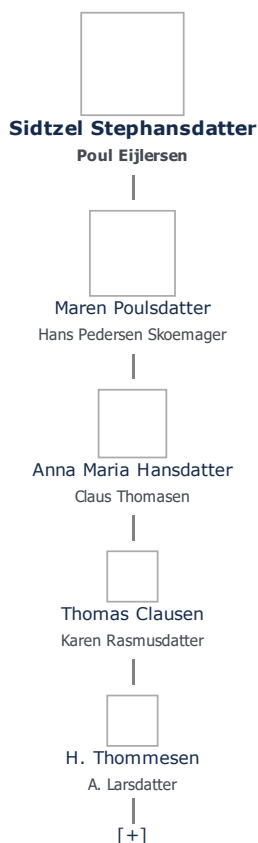 Sidtzel Stephansdatter
Poul Eijlersen
Maren Poulsdatter
Hans Pedersen Skoemager
Anna Maria Hansdatter
Claus Thomasen
Thomas Clausen
Karen Rasmusdatter
H. Thommesen
A. Larsdatter
[+]